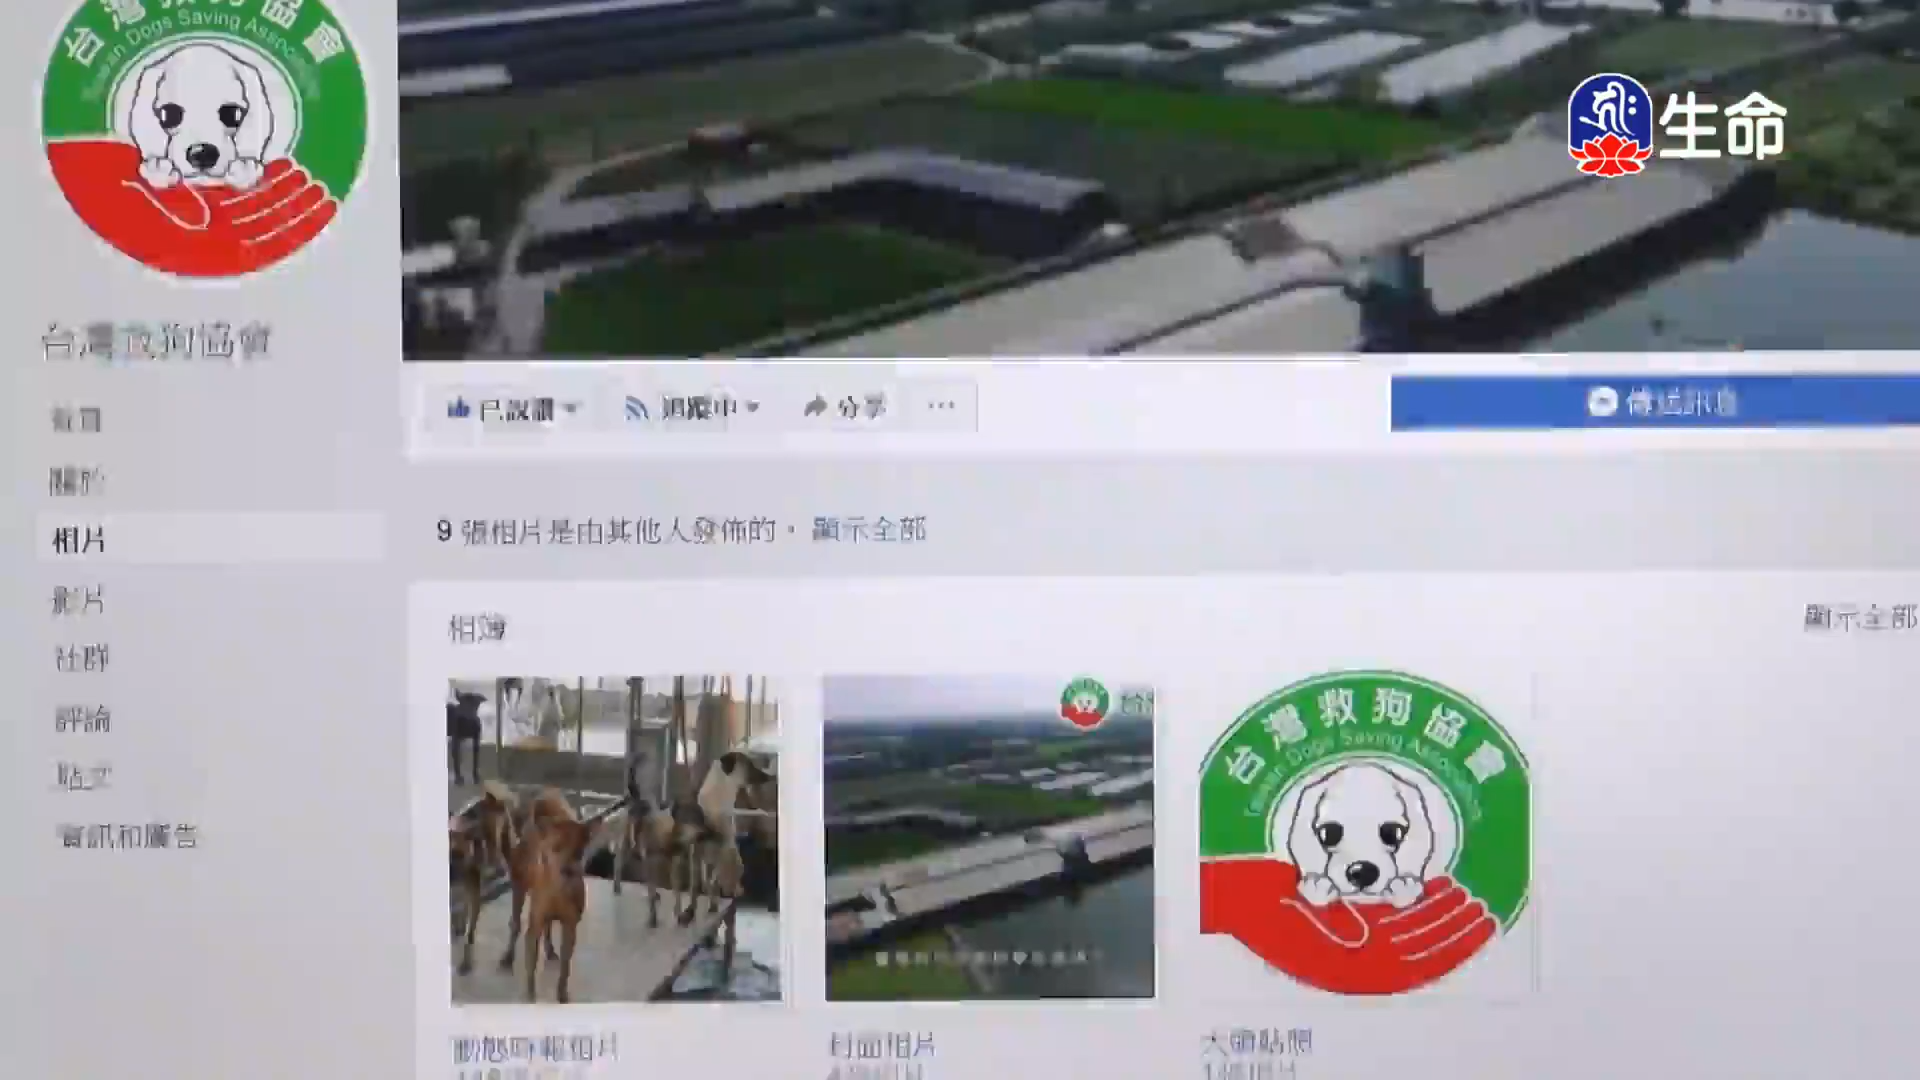 台灣救狗協會
Taiwan Dogs Saving Association
生命
台灣救狗協會
首頁
關於
相片
影片
社群
評論
貼文
資訊和廣告
已說讚
追蹤中
分享
傳送訊息
9 張相片是由其他人發佈的。 顯示全部
相簿
顯示全部
台灣救狗協會
Taiwan Dogs Saving Association
動態時報相片
封面相片
大頭貼照